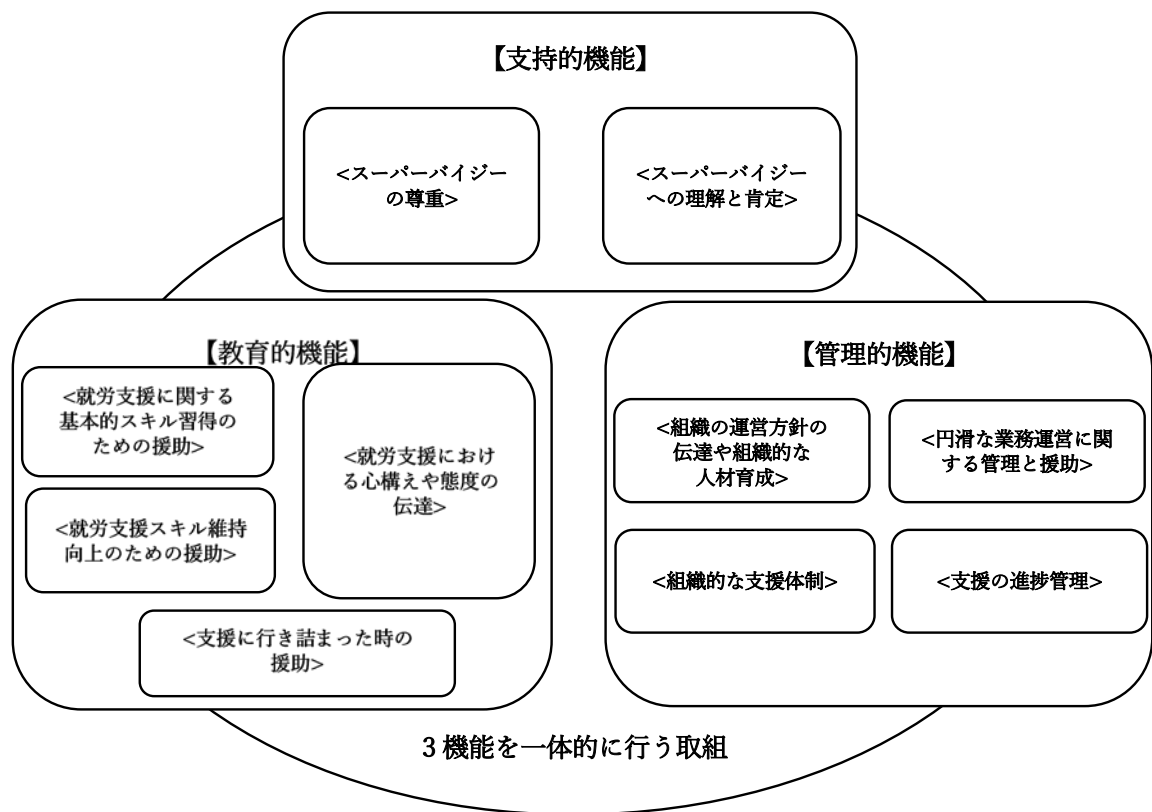 【支持的機能】
<スーパーバイジー
の尊重>
<スーパーバイジー
への理解と肯定>
【教育的機能】
<就労支援に関する
基本的スキル習得の
ための援助>
<就労支援におけ
る心構えや態度の
伝達>
<就労支援スキル維持
向上のための援助>
<支援に行き詰まった時の
援助>
【管理的機能】
<組織の運営方針の
伝達や組織的な
人材育成>
<円滑な業務運営に関
する管理と援助>
<組織的な支援体制>
<支援の進捗管理>
3 機能を一体的に行う取組